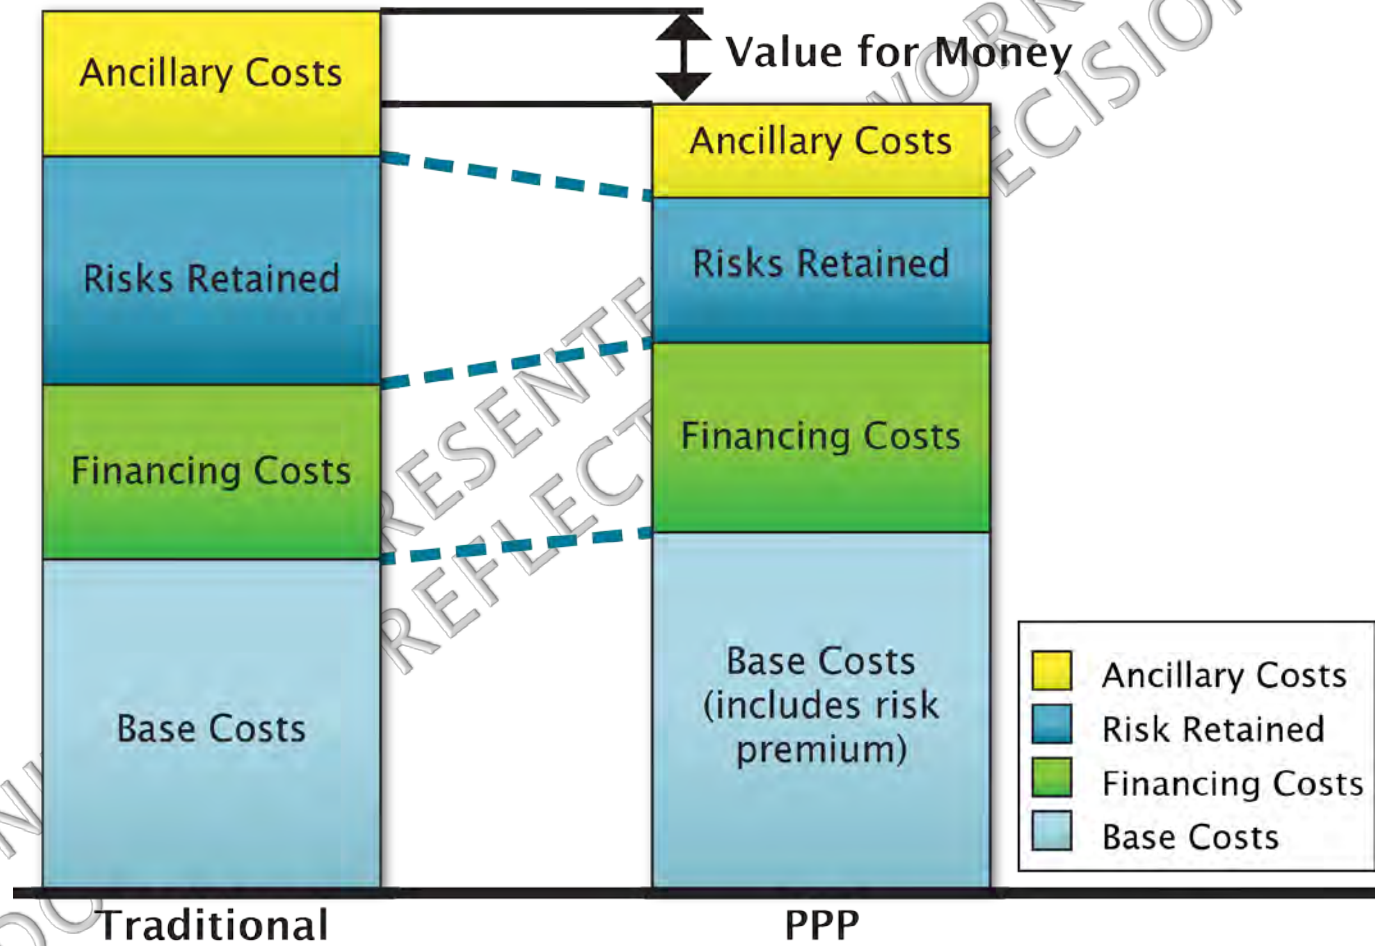 Value for Money
Ancillary Costs
Risks Retained
Financing Costs
Base Costs
Ancillary Costs
Risks Retained
Financing Costs
Base Costs
(includes risk
premium)
Ancillary Costs
Risk Retained
Financing Costs
Base Costs
Traditional
PPP